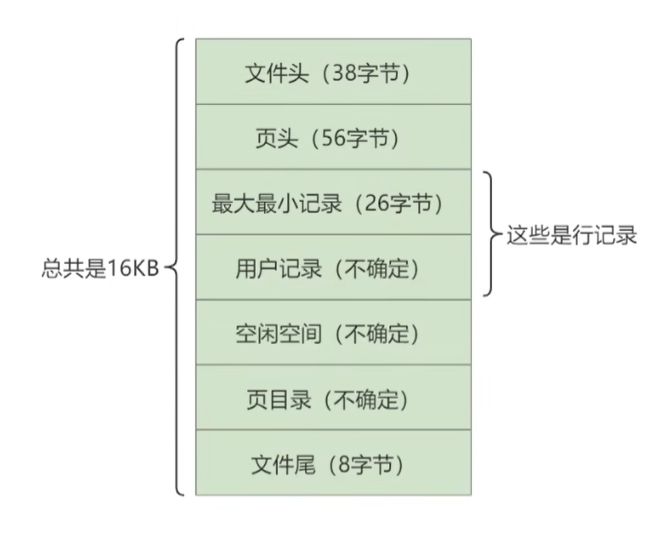 文件头（38字节）
页头（56字节）
最大最小记录（26字节）
这些是行记录
总共是16KB
用户记录（不确定）
空闲空间（不确定）
页目录（不确定）
文件尾（8字节）